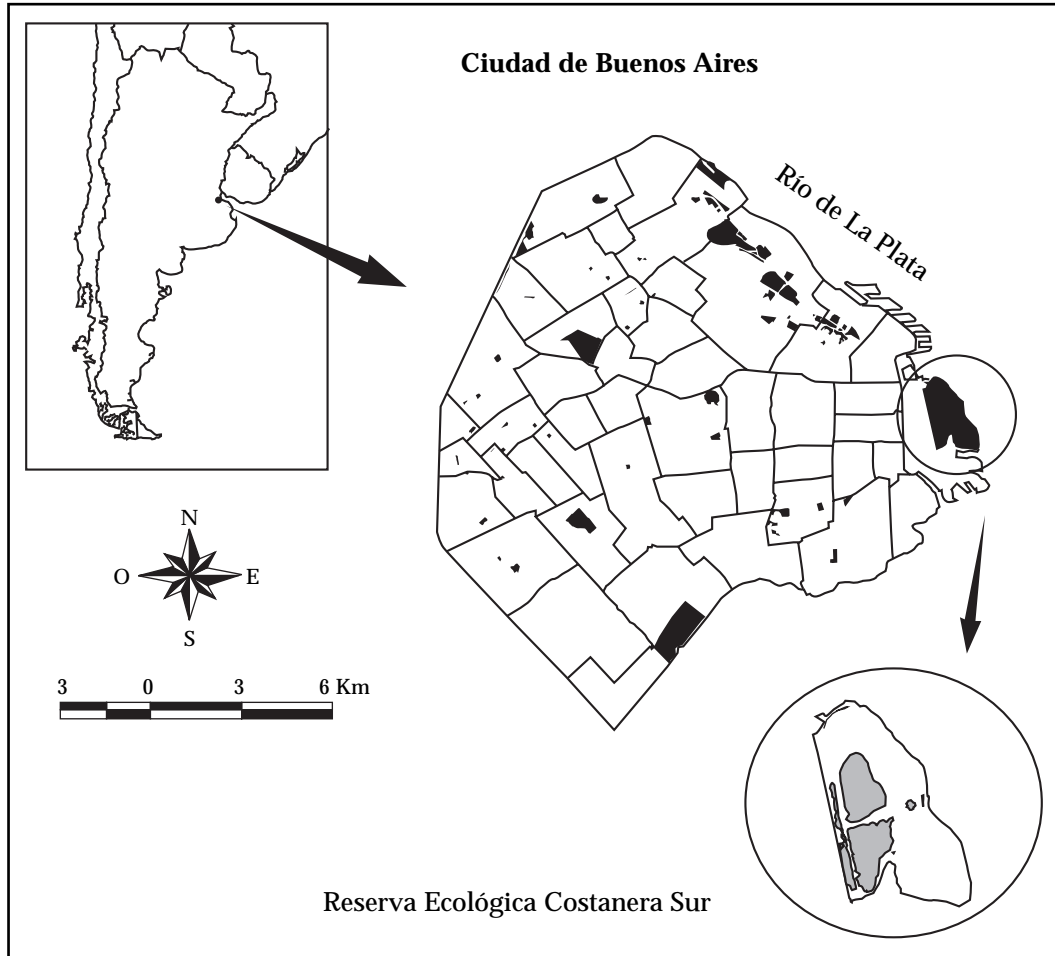 Ciudad de Buenos Aires
Río de La Plata
N
O E
S
3 0 3 6 Km
Reserva Ecológica Costanera Sur